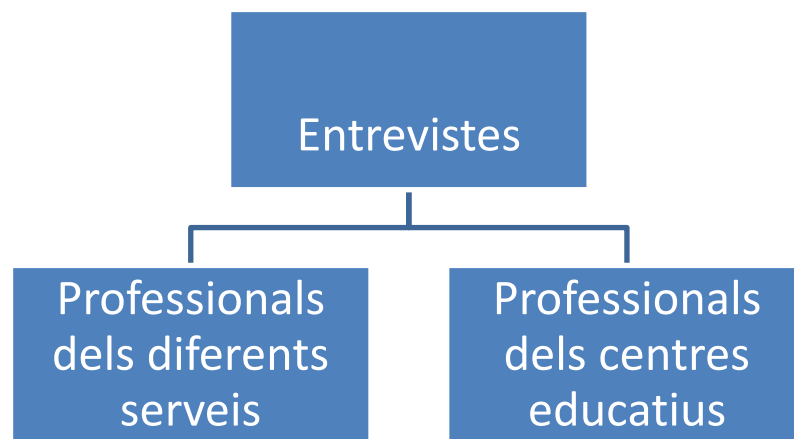 Entrevistes
Professionals
dels diferents
serveis
Professionals
dels centres
educatius